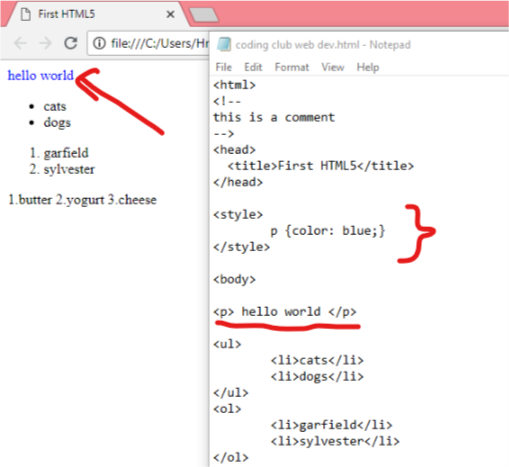 First HTML5
file:///C:/Users/Hr
hello world
cats
dogs
1. garfield
2. sylvester
1.butter 2.yogurt 3.cheese
coding club web dev.html - Notepad
File Edit Format View Help
<html>
<!--
this is a comment
-->
<head>
<title>First HTML5</title>
</head>
<style>
p {color: blue;}
</style>
<body>
<p> hello world </p>
<ul>
<li>cats</li>
<li>dogs</li>
</ul>
<ol>
<li>garfield</li>
<li>sylvester</li>
</ol>